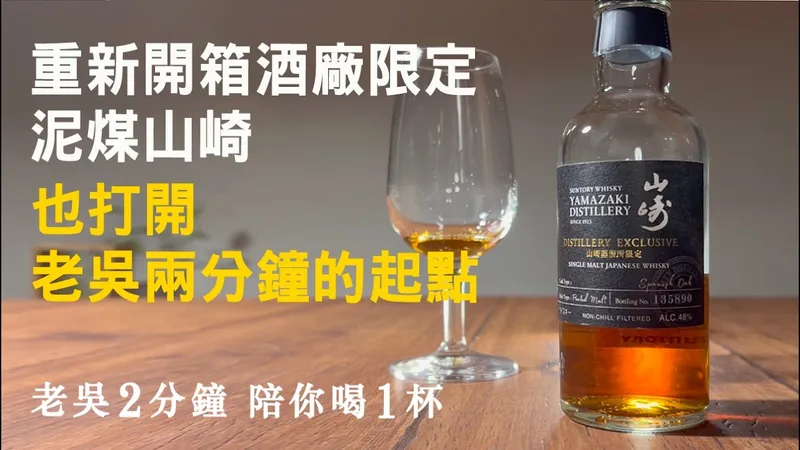 重新開箱酒廠限定
泥煤山崎
也打開
老吳兩分鐘的起點
老吳2分鐘 陪你喝1杯
SUNTORY WHISKY
YAMAZAKI
DISTILLERY
SINCE 1923
山崎
DISTILLERY EXCLUSIVE
山崎蒸溜所限定
SINGLE MALT JAPANESE WHISKY
Spanish Oak
Peated Malt
Bottling No. 135890
NON-CHILL FILTERED ALC.48%